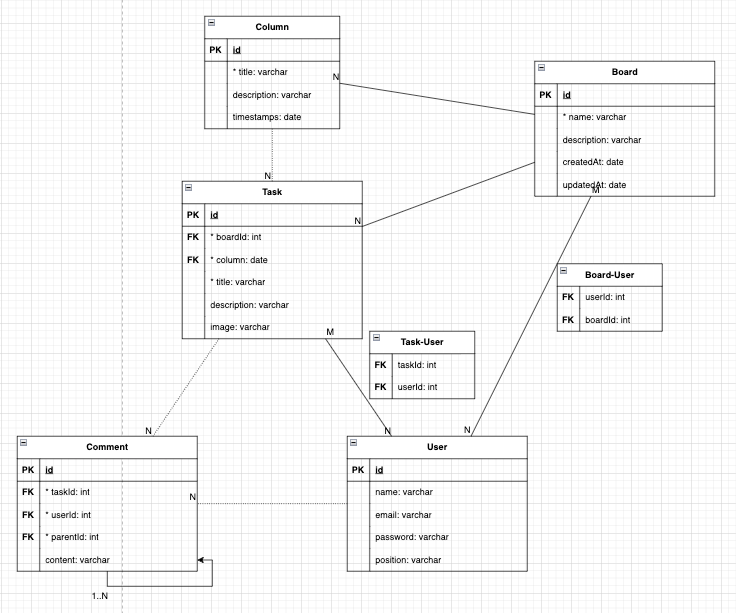 Column
PK id
* title: varchar
description: varchar
timestamps: date
N
Board
PK id
* name: varchar
description: varchar
createdAt: date
updatedAt: date
M
N
Task
PK id
N
FK * boardId: int
FK * column: date
* title: varchar
description: varchar
image: varchar
M
Board-User
FK userId: int
FK boardId: int
Task-User
FK taskId: int
FK userId: int
N
N
N
Comment
PK id
FK * taskId: int
FK * userId: int
FK * parentId: int
content: varchar
N
1..N
User
PK id
name: varchar
email: varchar
password: varchar
position: varchar